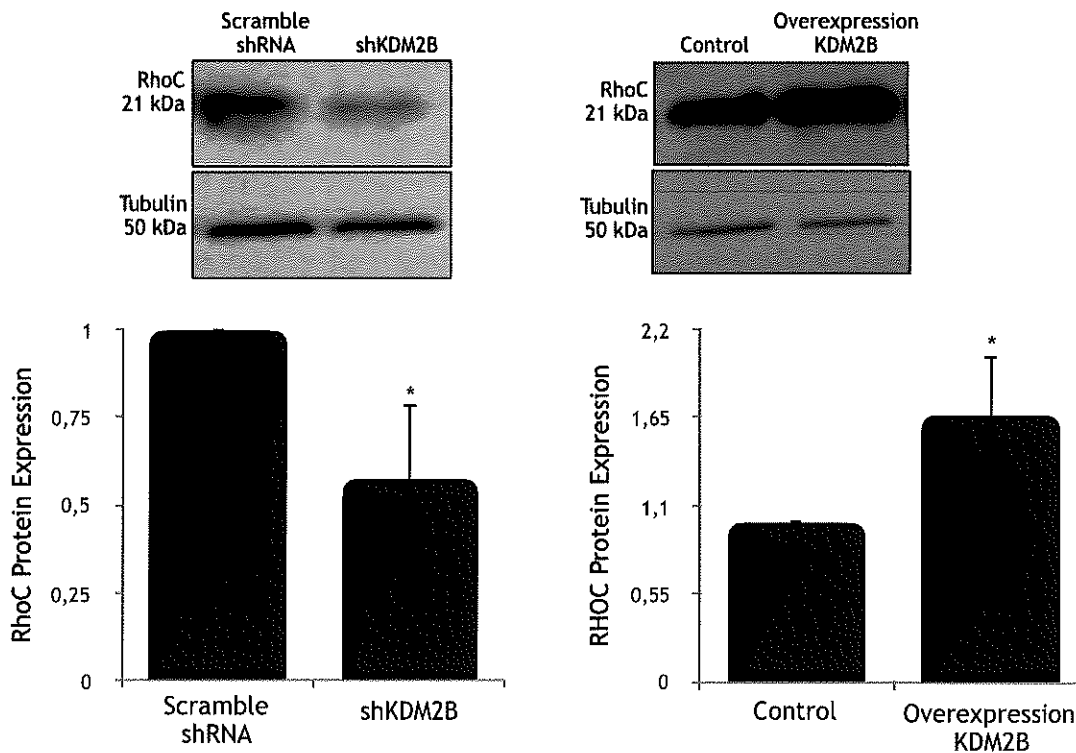 Scramble
shRNA
shKDM2B
RhoC
21 kDa
Tubulin
50 kDa
Control
Overexpression
KDM2B
RhoC
21 kDa
Tubulin
50 kDa
RhoC Protein Expression
1
0,75
0,5
0,25
0
*
Scramble
shRNA
shKDM2B
RHOC Protein Expression
2,2
1,65
1,1
0,55
0
*
Control
Overexpression
KDM2B